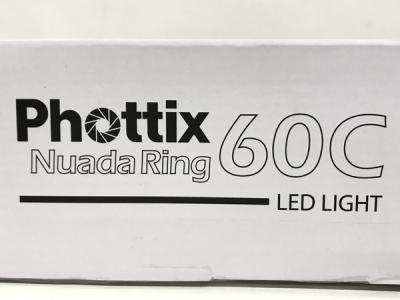 Phottix
Nuada Ring 60C
LED LIGHT